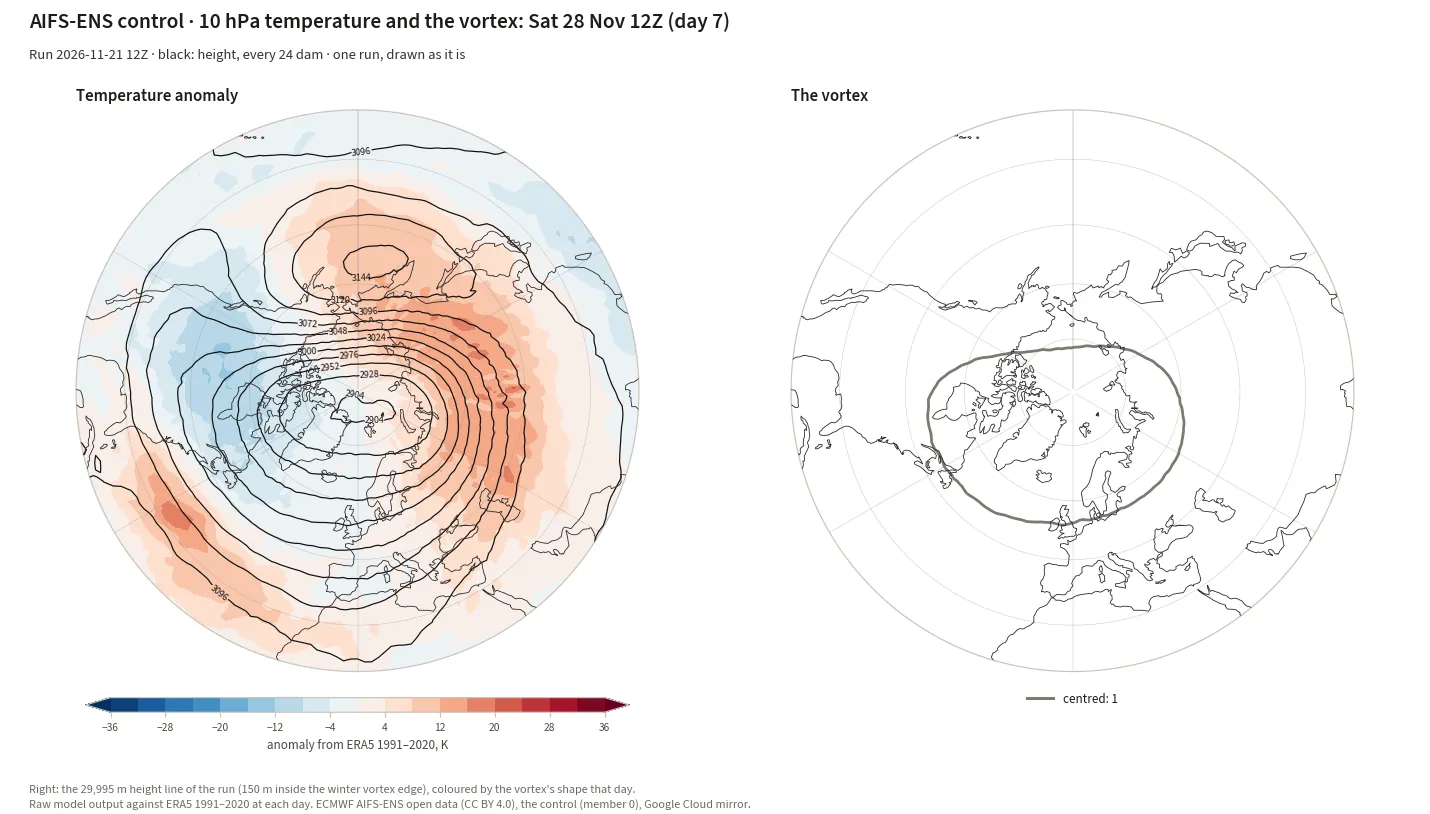 AIFS-ENS control · 10 hPa temperature and the vortex: Sat 28 Nov 12Z (day 7)
Run 2026-11-21 12Z · black: height, every 24 dam · one run, drawn as it is
Temperature anomaly
The vortex
3096
3144
3120
3096
3072
3048
3024
3000
2976
2952
2928
2904
2904
3096
−36 −28 −20 −12 −4 4 12 20 28 36
anomaly from ERA5 1991–2020, K
centred: 1
Right: the 29,995 m height line of the run (150 m inside the winter vortex edge), coloured by the vortex's shape that day.
Raw model output against ERA5 1991–2020 at each day. ECMWF AIFS-ENS open data (CC BY 4.0), the control (member 0), Google Cloud mirror.